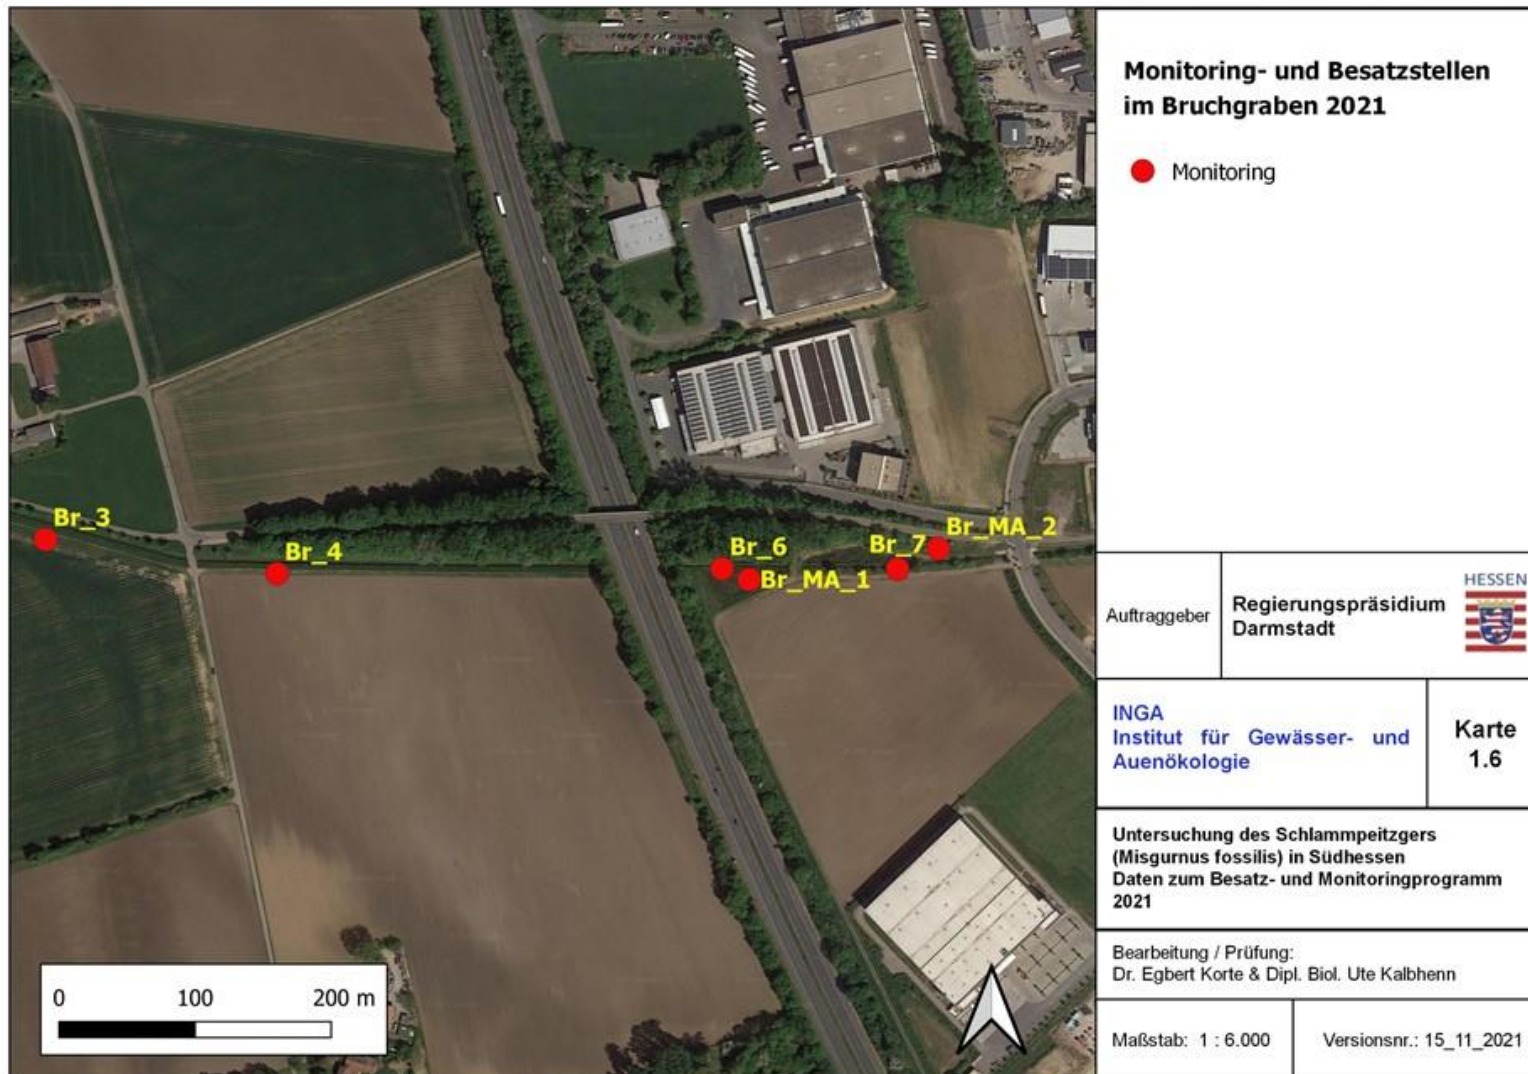 Monitoring- und Besatzstellen
im Bruchgraben 2021
Monitoring
Br_3
Br_4
Br_6
Br_MA_1
Br_7
Br_MA_2
0 100 200 m
Auftraggeber
Regierungspräsidium
Darmstadt
HESSEN
INGA
Institut für Gewässer- und
Auenökologie
Karte
1.6
Untersuchung des Schlammpeitzgers
(Misgurnus fossilis) in Südhessen
Daten zum Besatz- und Monitoringprogramm
2021
Bearbeitung / Prüfung:
Dr. Egbert Korte & Dipl. Biol. Ute Kalbhenn
Maßstab: 1 : 6.000
Versionsnr.: 15_11_2021